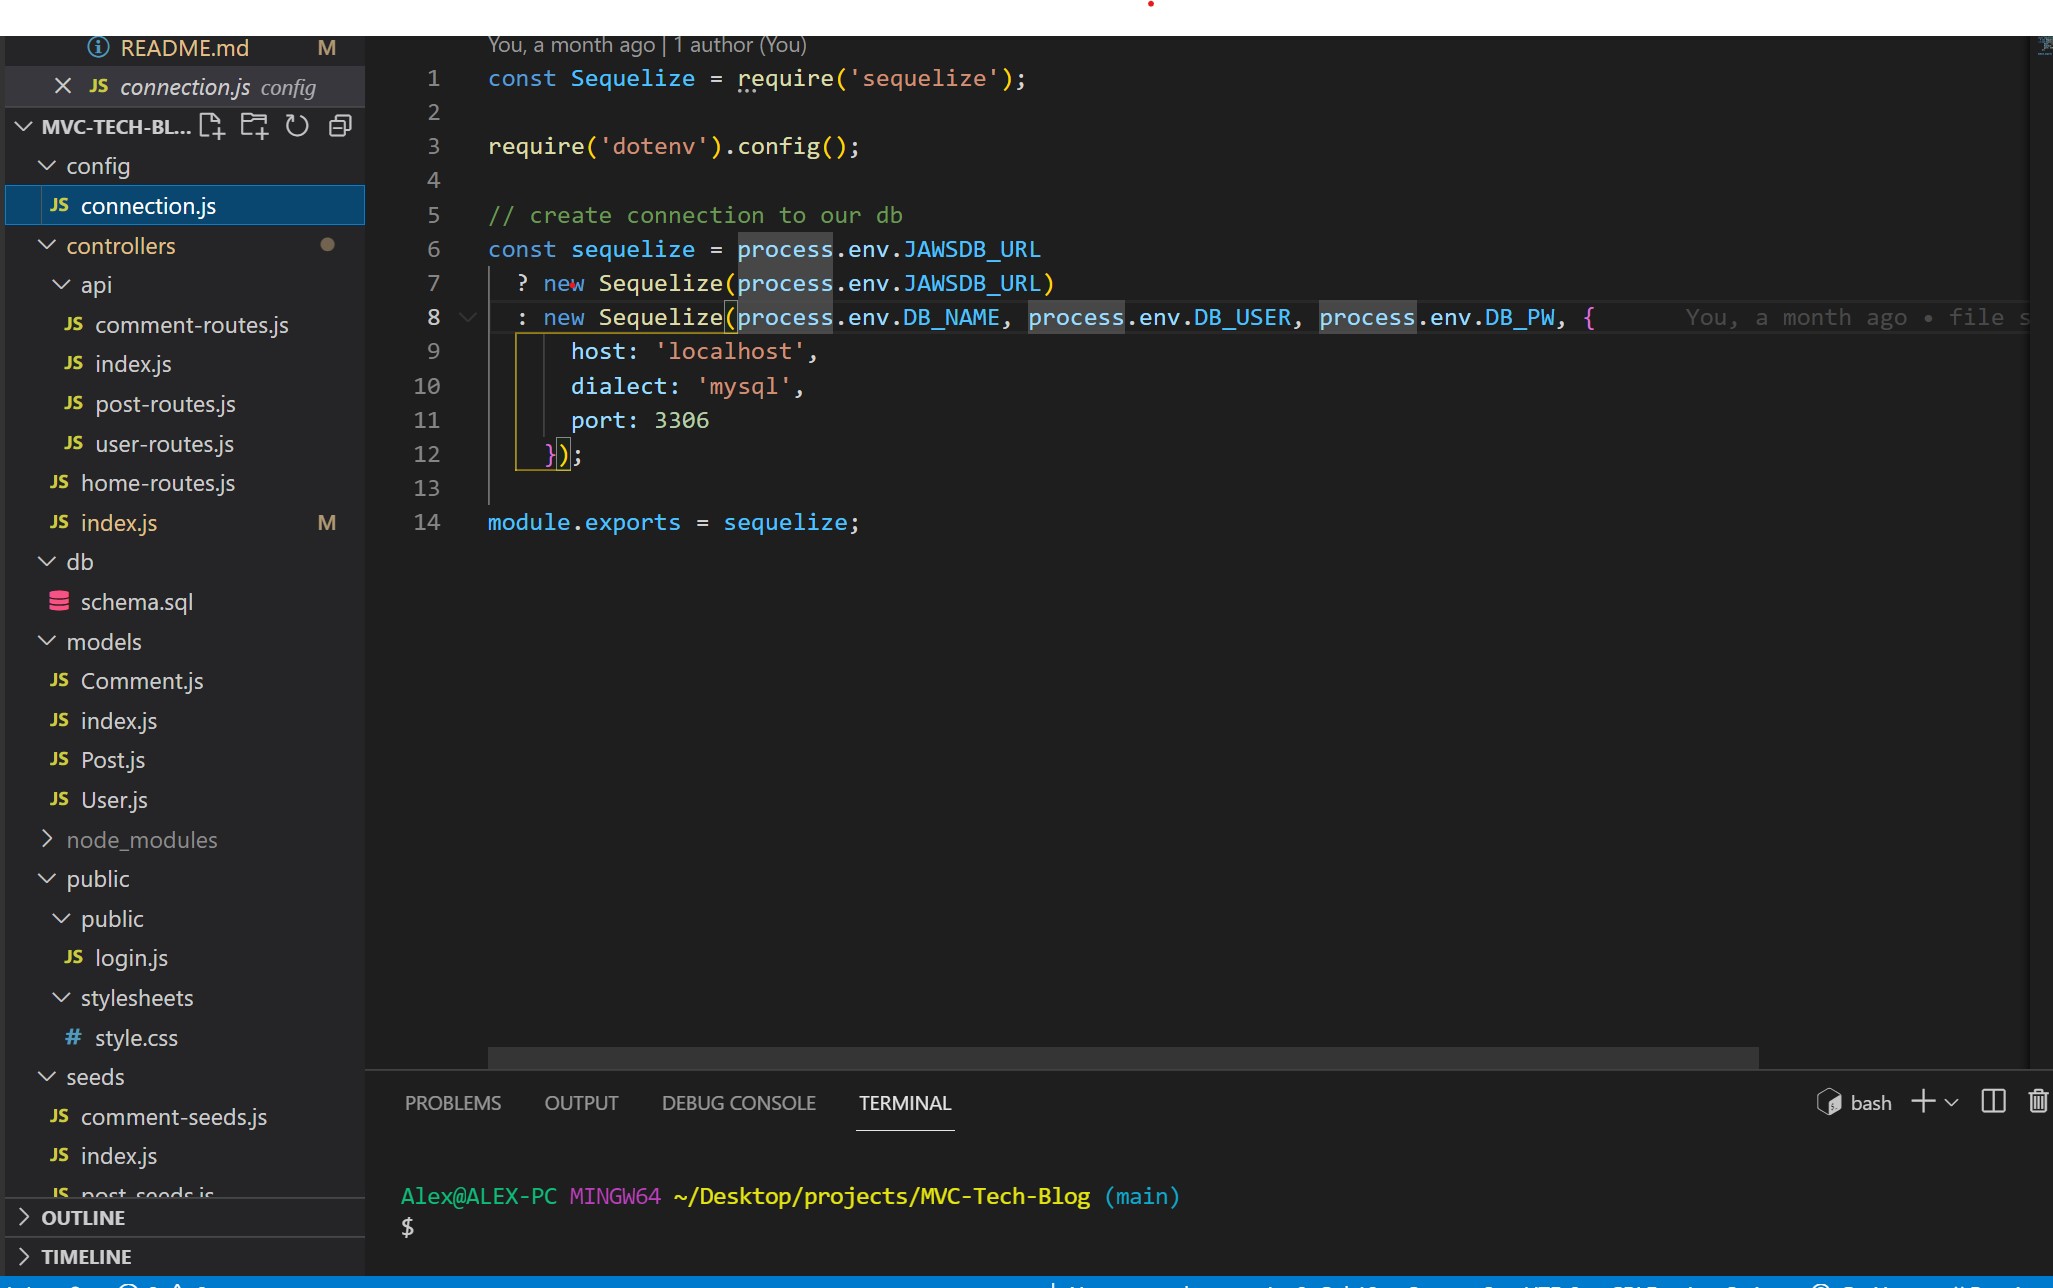 README.md M
connection.js config
MVC-TECH-BL...
config
JS connection.js
controllers
api
JS comment-routes.js
JS index.js
JS post-routes.js
JS user-routes.js
JS home-routes.js
JS index.js M
db
schema.sql
models
JS Comment.js
JS index.js
JS Post.js
JS User.js
node_modules
public
public
JS login.js
stylesheets
# style.css
seeds
JS comment-seeds.js
JS index.js
JS post-seeds.js
OUTLINE
TIMELINE
You, a month ago | 1 author (You)
1 const Sequelize = require('sequelize');
2
3 require('dotenv').config();
4
5 // create connection to our db
6 const sequelize = process.env.JAWSDB_URL
7 ? new Sequelize(process.env.JAWSDB_URL)
8 : new Sequelize(process.env.DB_NAME, process.env.DB_USER, process.env.DB_PW, { You, a month ago • file s
9 host: 'localhost',
10 dialect: 'mysql',
11 port: 3306
12 });
13
14 module.exports = sequelize;
PROBLEMS OUTPUT DEBUG CONSOLE TERMINAL bash
Alex@ALEX-PC MINGW64 ~/Desktop/projects/MVC-Tech-Blog (main)
$